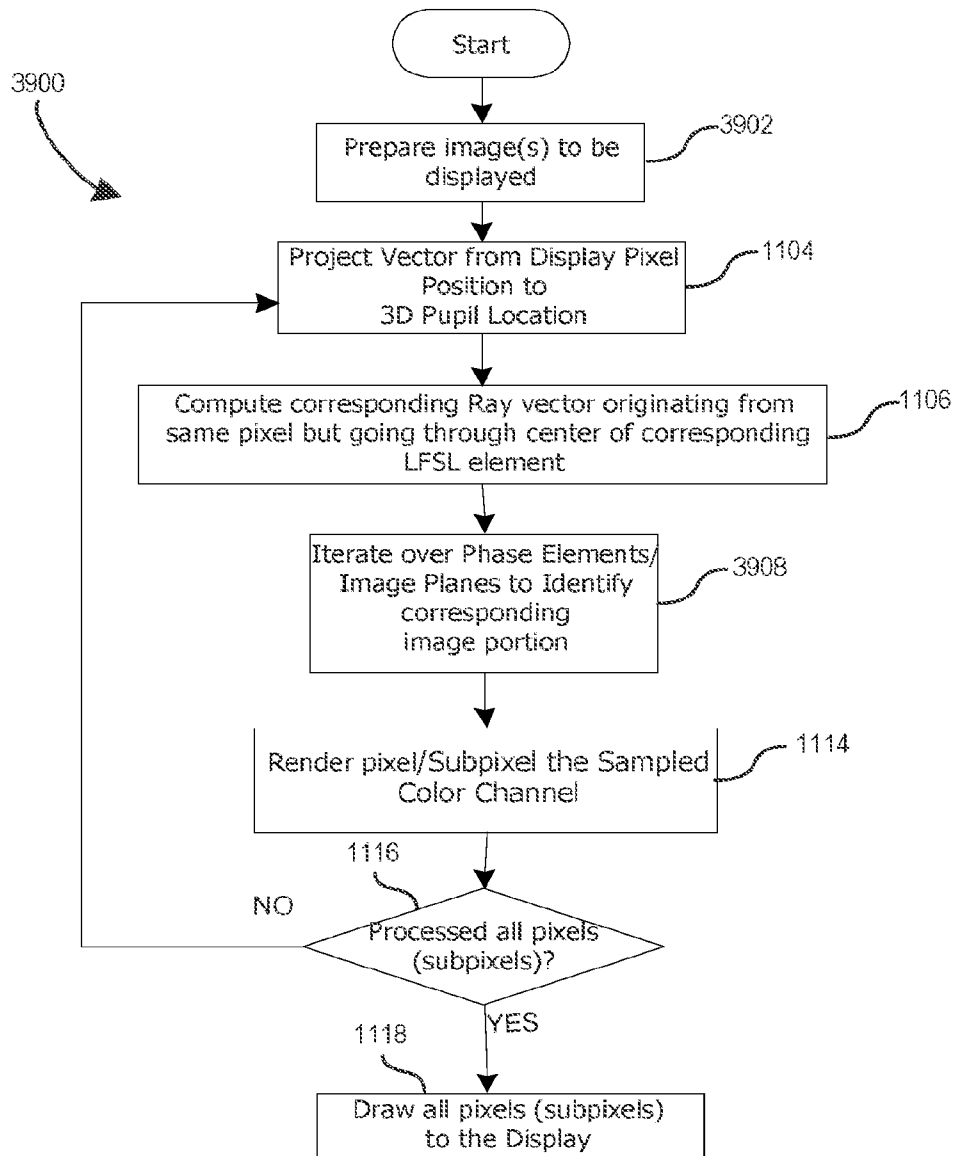 Start
3900
3902
Prepare image(s) to be
displayed
1104
Project Vector from Display Pixel
Position to
3D Pupil Location
1106
Compute corresponding Ray vector originating from
same pixel but going through center of corresponding
LFSL element
3908
Iterate over Phase Elements/
Image Planes to Identify
corresponding
image portion
1114
Render pixel/Subpixel the Sampled
Color Channel
1116
NO
Processed all pixels
(subpixels)?
YES
1118
Draw all pixels (subpixels)
to the Display